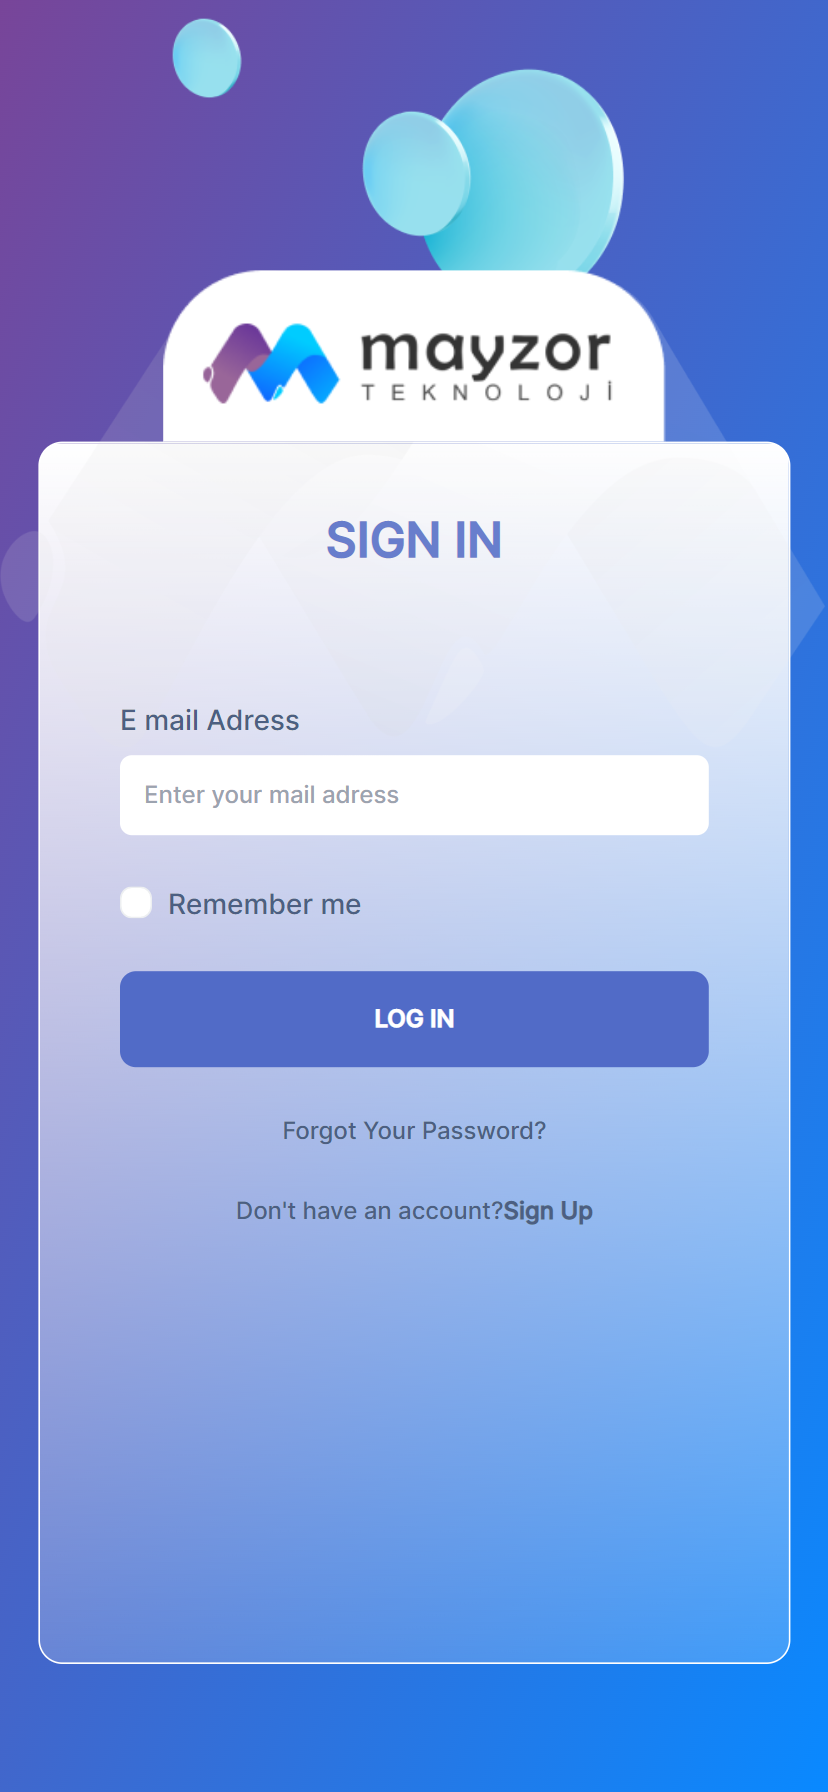 mayzor
TEKNOLOJİ
SIGN IN
E mail Adress
Enter your mail adress
Remember me
LOG IN
Forgot Your Password?
Don't have an account?Sign Up